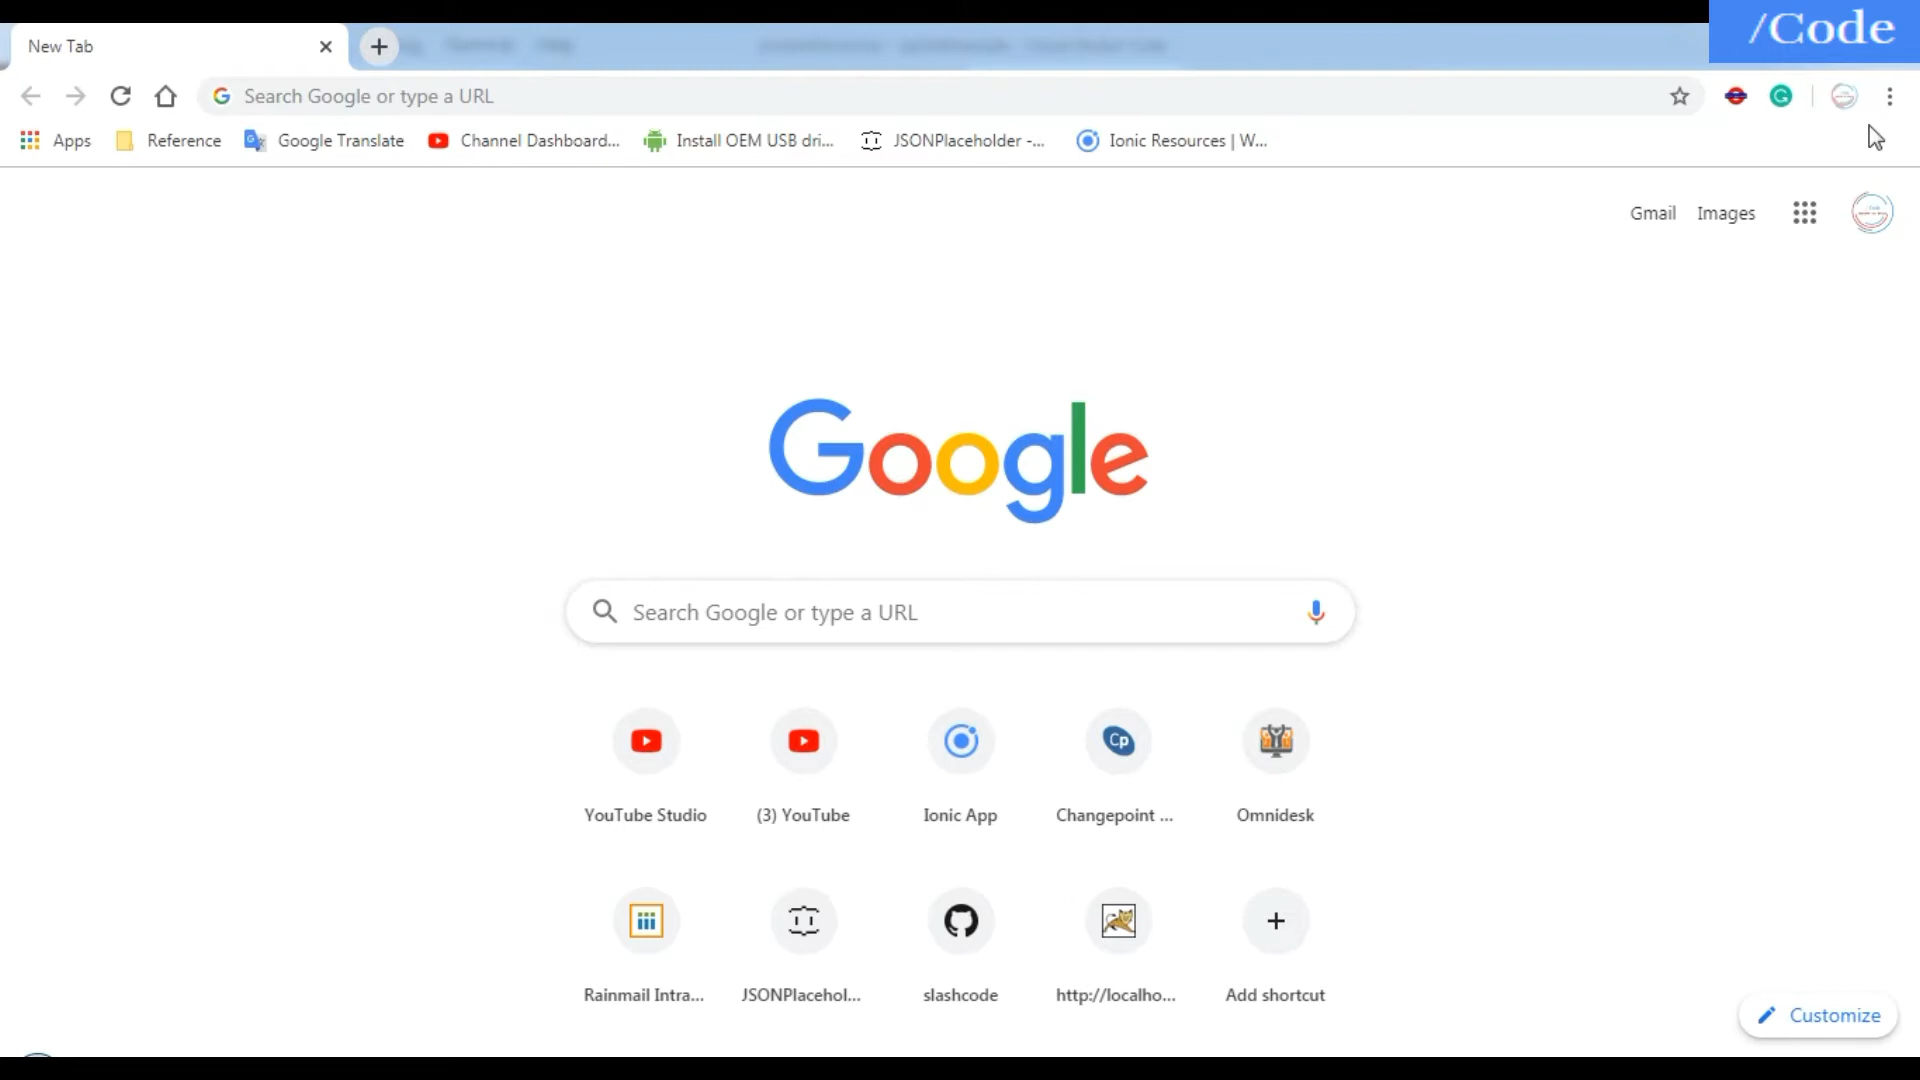 /Code
New Tab
Search Google or type a URL
Apps
Reference
Google Translate
Channel Dashboard...
Install OEM USB dri...
JSONPlaceholder -...
Ionic Resources | W...
Gmail
Images
Google
Search Google or type a URL
YouTube Studio
(3) YouTube
Ionic App
Cp
Changepoint ...
Omnidesk
Rainmail Intra...
JSONPlacehol...
slashcode
http://localho...
Add shortcut
Customize